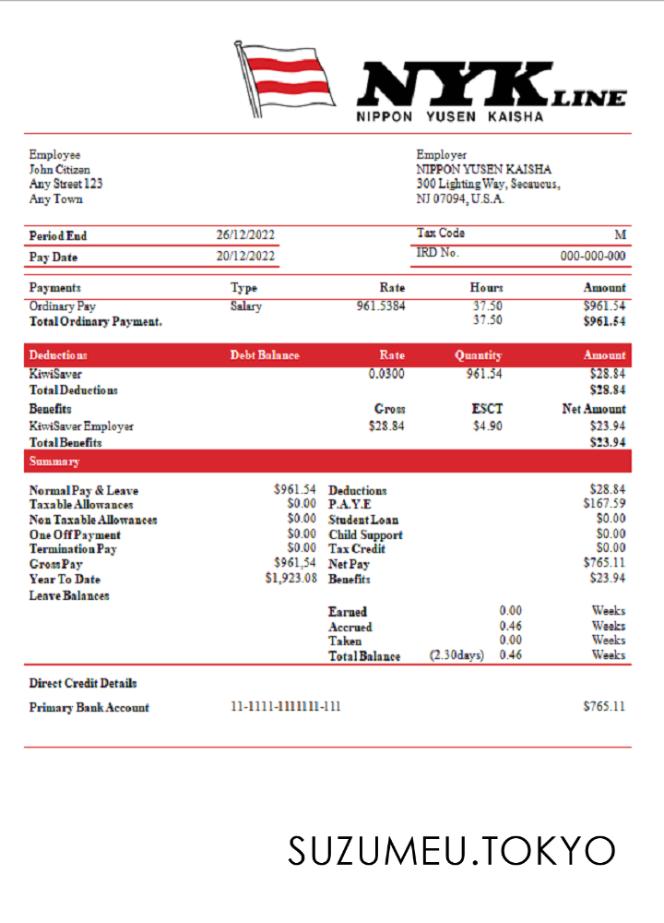 NYK LINE
NIPPON YUSEN KAISHA
Employee Employer
John Citizen NIPPON YUSEN KAISHA
Any Street 123 300 Lighting Way, Secaucus,
Any Town NJ 07094, U.S.A.
Period End 26/12/2022 Tax Code M
Pay Date 20/12/2022 IRD No. 000-000-000
Payments Type Rate Hours Amount
Ordinary Pay Salary 961.5384 37.50 $961.54
Total Ordinary Payment. 37.50 $961.54
Deductions Debt Balance Rate Quantity Amount
KiwiSaver 0.0300 961.54 $28.84
Total Deductions $28.84
Benefits Gross ESCT Net Amount
KiwiSaver Employer $28.84 $4.90 $23.94
Total Benefits $23.94
Summary
Normal Pay & Leave $961.54 Deductions $28.84
Taxable Allowances $0.00 P.A.Y.E $167.59
Non Taxable Allowances $0.00 Student Loan $0.00
One Off Payment $0.00 Child Support $0.00
Termination Pay $0.00 Tax Credit $0.00
Gross Pay $961,54 Net Pay $765.11
Year To Date $1,923.08 Benefits $23.94
Leave Balances
Earned 0.00 Weeks
Accrued 0.46 Weeks
Taken 0.00 Weeks
Total Balance (2.30days) 0.46 Weeks
Direct Credit Details
Primary Bank Account 11-1111-1111111-111 $765.11
SUZUMEU.TOKYO